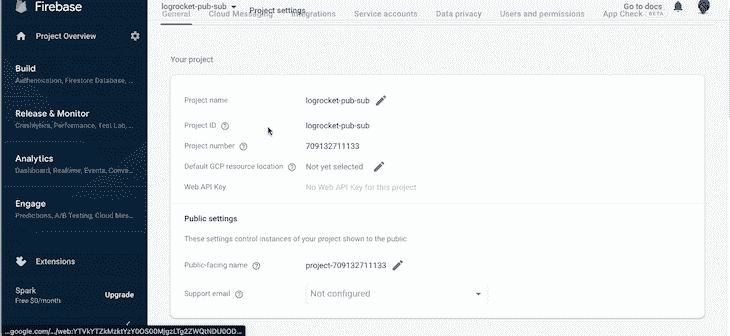 Firebase
Project Overview
Build
Authentication, Firestore Database, ...
Release & Monitor
Crashlytics, Performance, Test Lab, ...
Analytics
Dashboard, Realtime, Events, Conve...
Engage
Predictions, A/B Testing, Cloud Mes...
Extensions
Spark
Free $0/month
Upgrade
logrocket-pub-sub
Project settings
Go to docs
General
Cloud Messaging
Integrations
Service accounts
Data privacy
Users and permissions
App Check
BETA
Your project
Project name
logrocket-pub-sub
Project ID
logrocket-pub-sub
Project number
709132711133
Default GCP resource location
Not yet selected
Web API Key
No Web API Key for this project
Public settings
These settings control instances of your project shown to the public
Public-facing name
project-709132711133
Support email
Not configured